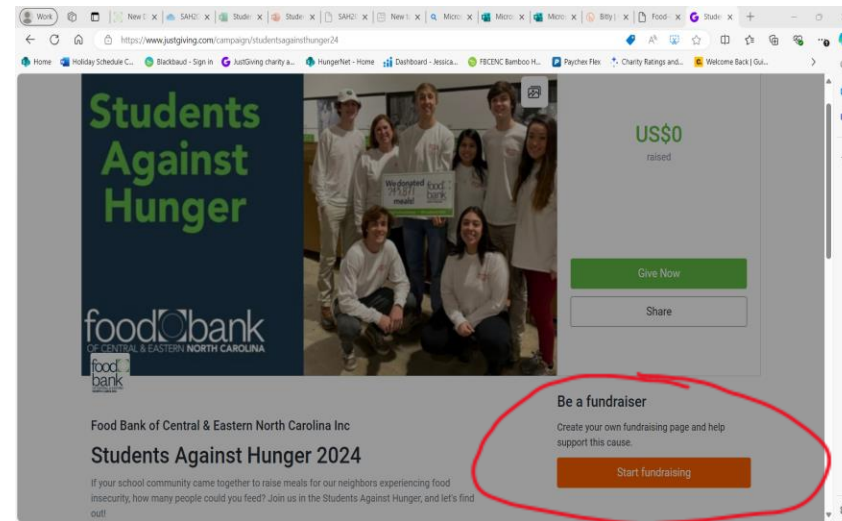 Work
New t
SAH2(
Studer
Studer
SAH2(
New t
Micro
Micro
Micro
Bitly |
Food-
Stude
https://www.justgiving.com/campaign/studentsagainsthunger24
Home
Holiday Schedule C...
Blackbaud - Sign in
JustGiving charity a...
HungerNet - Home
Dashboard - Jessica...
FBCENC Bamboo H...
Paychex Flex
Charity Ratings and...
Welcome Back | Gui...
Students
Against
Hunger
We donated
meals!
food
bank
US$0
raised
Give Now
Share
food bank
OF CENTRAL & EASTERN NORTH CAROLINA
food
bank
Be a fundraiser
Create your own fundraising page and help
support this cause.
Start fundraising
Food Bank of Central & Eastern North Carolina Inc
Students Against Hunger 2024
If your school community came together to raise meals for our neighbors experiencing food
insecurity, how many people could you feed? Join us in the Students Against Hunger, and let's find
out!